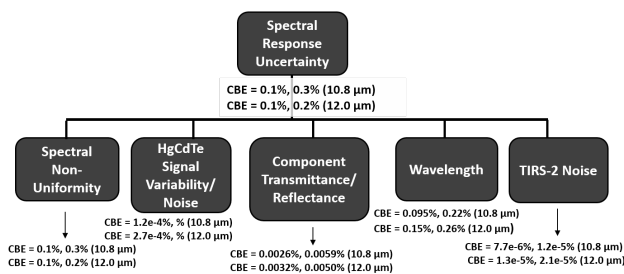 Spectral
Response
Uncertainty
CBE = 0.1%, 0.3% (10.8 µm)
CBE = 0.1%, 0.2% (12.0 µm)
Spectral
Non-
Uniformity
CBE = 0.1%, 0.3% (10.8 µm)
CBE = 0.1%, 0.2% (12.0 µm)
HgCdTe
Signal
Variability/
Noise
CBE = 1.2e-4%, % (10.8 µm)
CBE = 2.7e-4%, % (12.0 µm)
Component
Transmittance/
Reflectance
CBE = 0.0026%, 0.0059% (10.8 µm)
CBE = 0.0032%, 0.0050% (12.0 µm)
Wavelength
CBE = 0.095%, 0.22% (10.8 µm)
CBE = 0.15%, 0.26% (12.0 µm)
TIRS-2 Noise
CBE = 7.7e-6%, 1.2e-5% (10.8 µm)
CBE = 1.3e-5%, 2.1e-5% (12.0 µm)